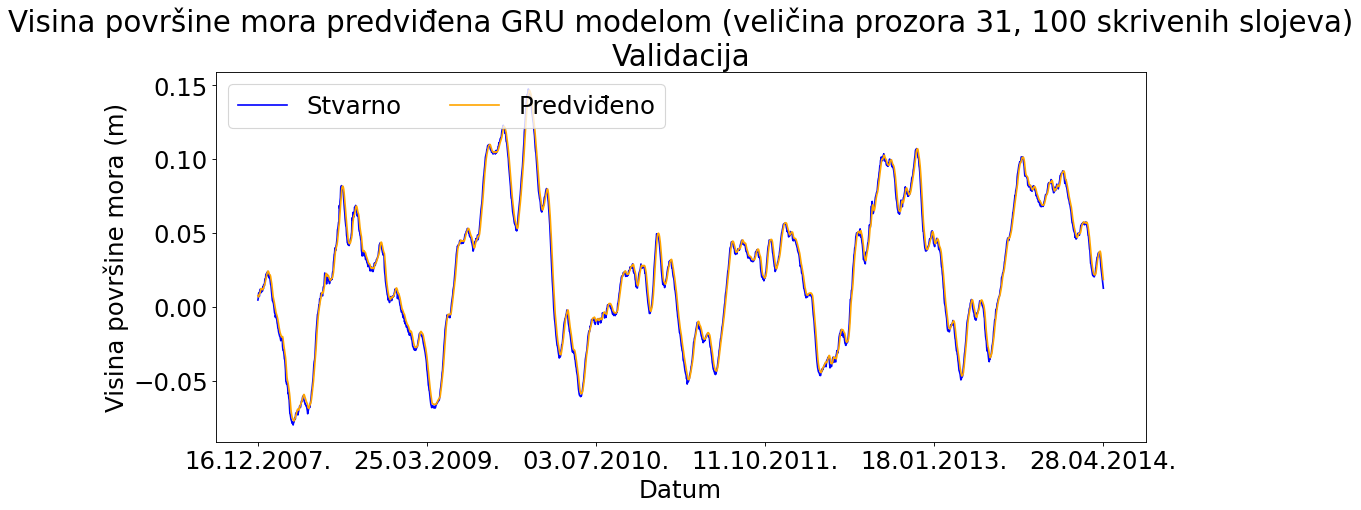 Visina površine mora predviđena GRU modelom (veličina prozora 31, 100 skrivenih slojeva)
Validacija
Stvarno
Predviđeno
Visina površine mora (m)
0.15
0.10
0.05
0.00
−0.05
16.12.2007.
25.03.2009.
03.07.2010.
11.10.2011.
18.01.2013.
28.04.2014.
Datum